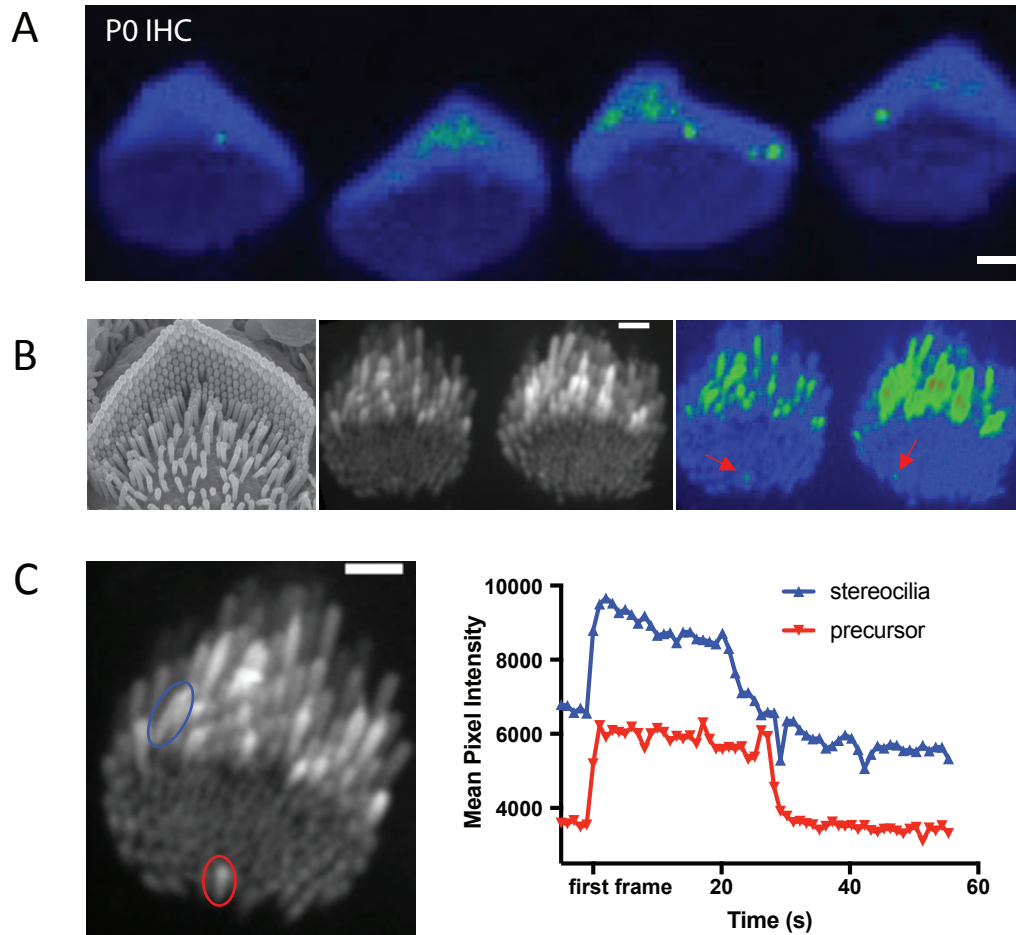 A
P0 IHC
B
C
10000
8000
6000
4000
Mean Pixel Intensity
stereocilia
precursor
first frame
20
40
60
Time (s)